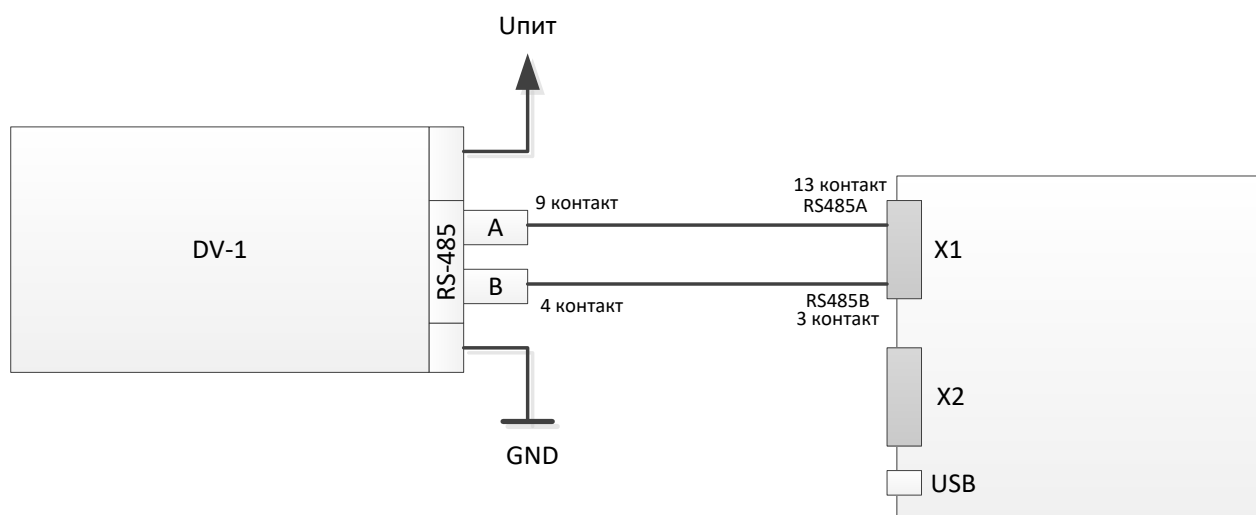 Uпит
DV-1
RS-485
A
B
9 контакт
4 контакт
13 контакт
RS485A
RS485B
3 контакт
X1
X2
USB
GND